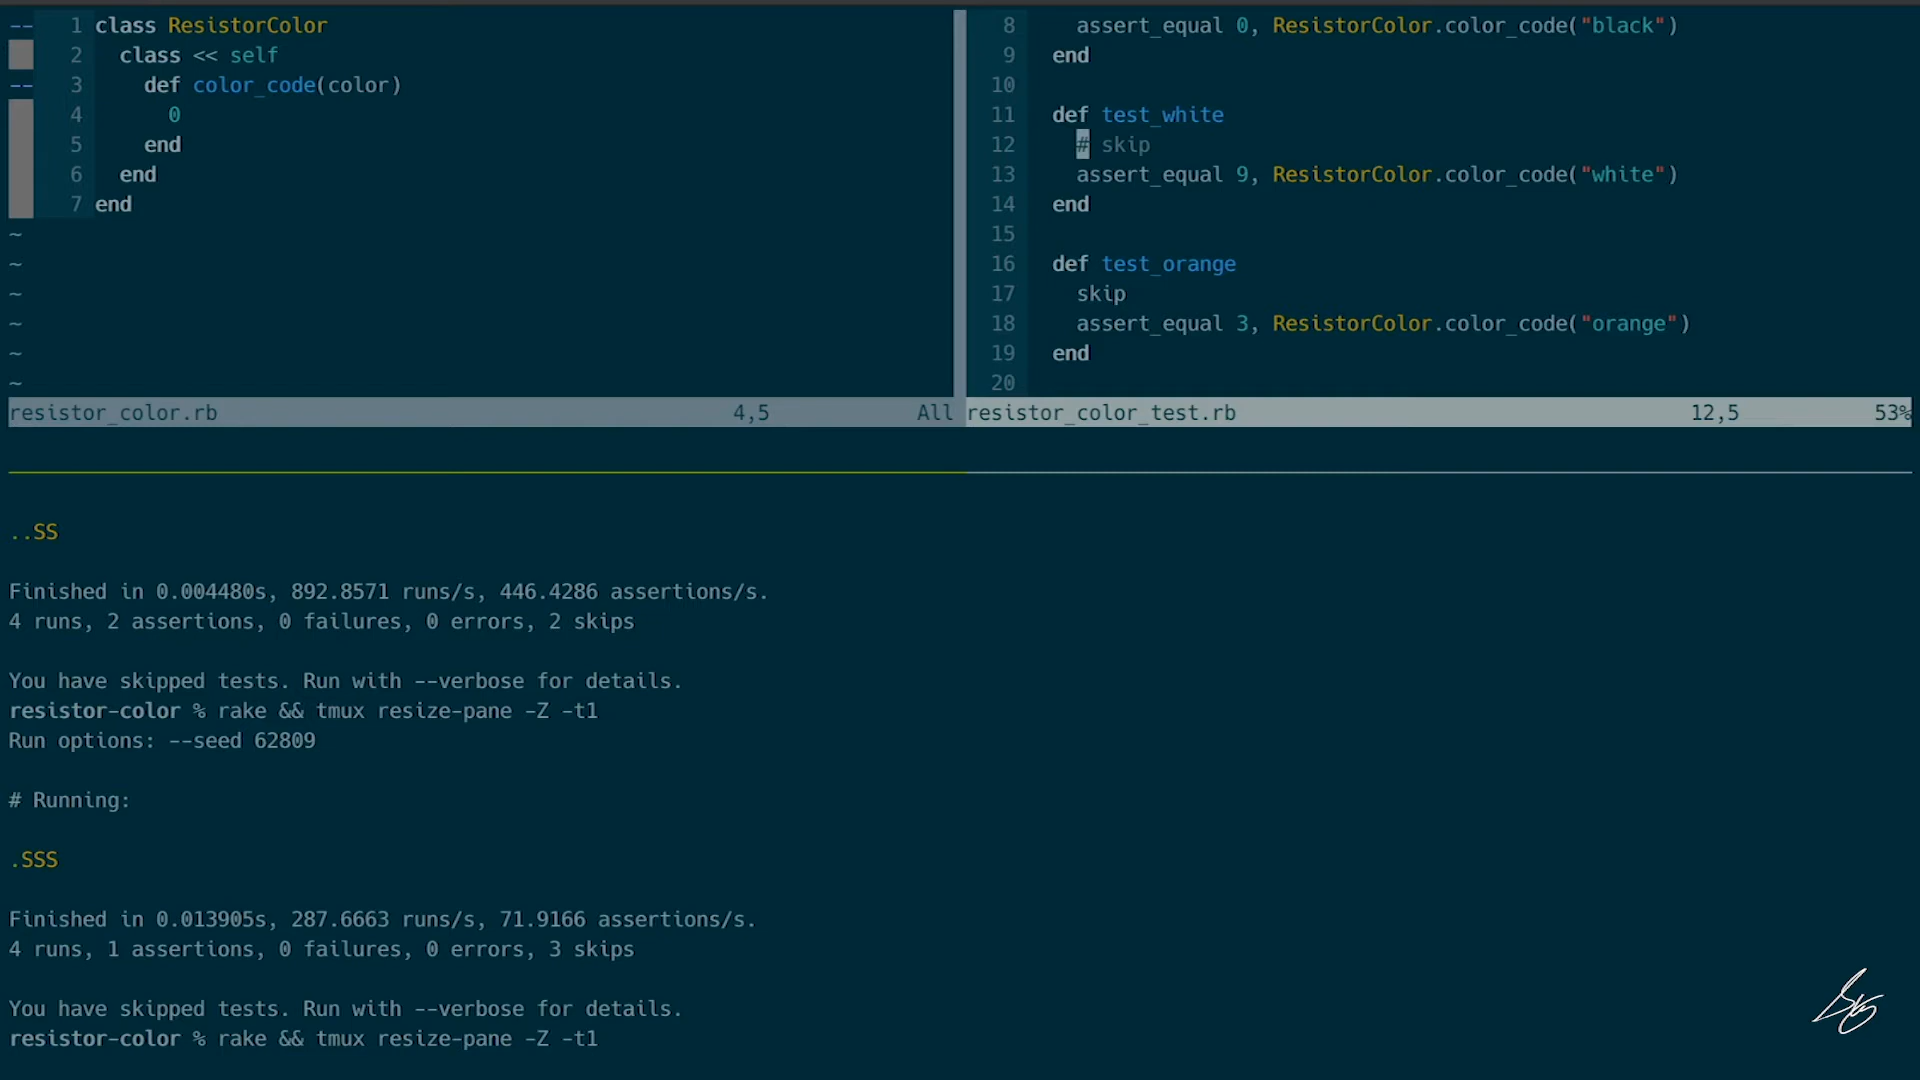 -- 1 class ResistorColor
2 class << self
-- 3 def color_code(color)
4 0
5 end
6 end
7 end
~
~
~
~
~
~
resistor_color.rb 4,5 All
8 assert_equal 0, ResistorColor.color_code("black")
9 end
10
11 def test_white
12 # skip
13 assert_equal 9, ResistorColor.color_code("white")
14 end
15
16 def test_orange
17 skip
18 assert_equal 3, ResistorColor.color_code("orange")
19 end
20
resistor_color_test.rb 12,5 53%
..SS
Finished in 0.004480s, 892.8571 runs/s, 446.4286 assertions/s.
4 runs, 2 assertions, 0 failures, 0 errors, 2 skips
You have skipped tests. Run with --verbose for details.
resistor-color % rake && tmux resize-pane -Z -t1
Run options: --seed 62809
# Running:
.SSS
Finished in 0.013905s, 287.6663 runs/s, 71.9166 assertions/s.
4 runs, 1 assertions, 0 failures, 0 errors, 3 skips
You have skipped tests. Run with --verbose for details.
resistor-color % rake && tmux resize-pane -Z -t1